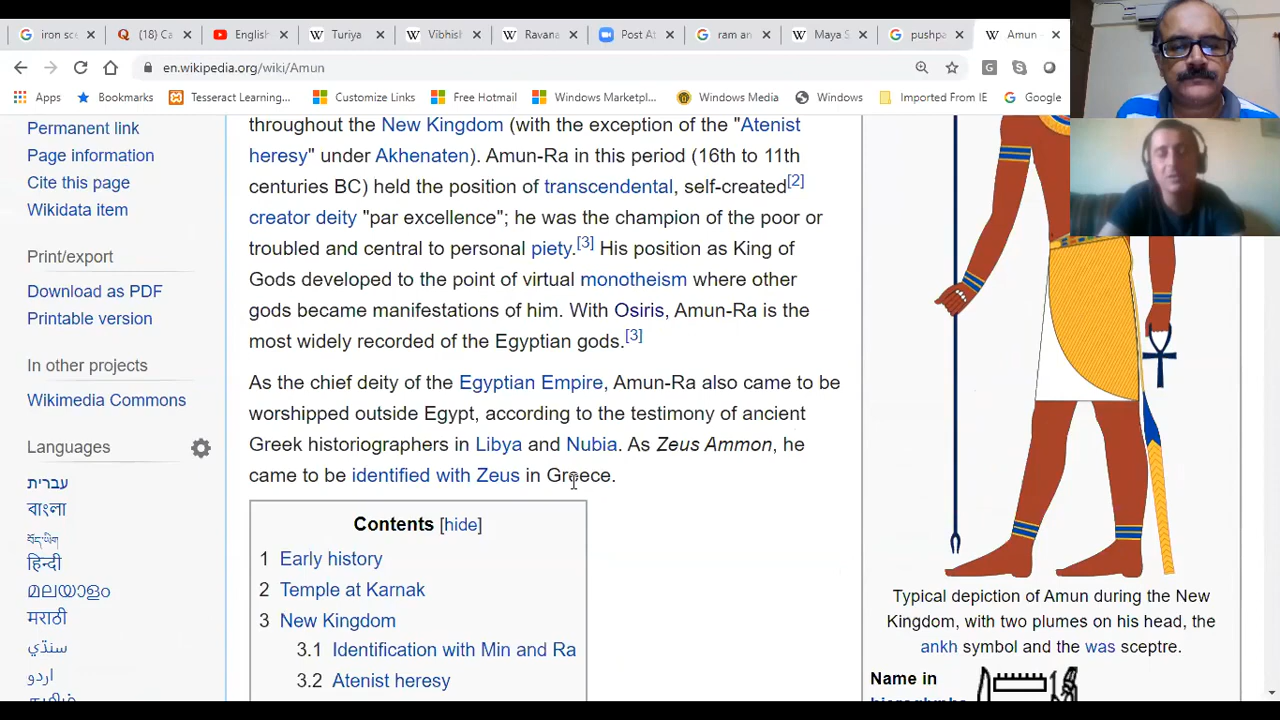 iron sce
(18) Ca
English
Turiya
Vibhish
Ravana
Post At
ram an
Maya S
pushpa
Amun -
en.wikipedia.org/wiki/Amun
Apps
Bookmarks
Tesseract Learning...
Customize Links
Free Hotmail
Windows Marketpl...
Windows Media
Windows
Imported From IE
Google
Permanent link
Page information
Cite this page
Wikidata item
Print/export
Download as PDF
Printable version
In other projects
Wikimedia Commons
Languages
עברית
বাংলা
བོད་ཡིག
हिन्दी
മലയാളം
मराठी
سنڌي
اردو
throughout the New Kingdom (with the exception of the "Atenist
heresy" under Akhenaten). Amun-Ra in this period (16th to 11th
centuries BC) held the position of transcendental, self-created[2]
creator deity "par excellence"; he was the champion of the poor or
troubled and central to personal piety.[3] His position as King of
Gods developed to the point of virtual monotheism where other
gods became manifestations of him. With Osiris, Amun-Ra is the
most widely recorded of the Egyptian gods.[3]
As the chief deity of the Egyptian Empire, Amun-Ra also came to be
worshipped outside Egypt, according to the testimony of ancient
Greek historiographers in Libya and Nubia. As Zeus Ammon, he
came to be identified with Zeus in Greece.
Contents [hide]
1 Early history
2 Temple at Karnak
3 New Kingdom
3.1 Identification with Min and Ra
3.2 Atenist heresy
Typical depiction of Amun during the New
Kingdom, with two plumes on his head, the
ankh symbol and the was sceptre.
Name in